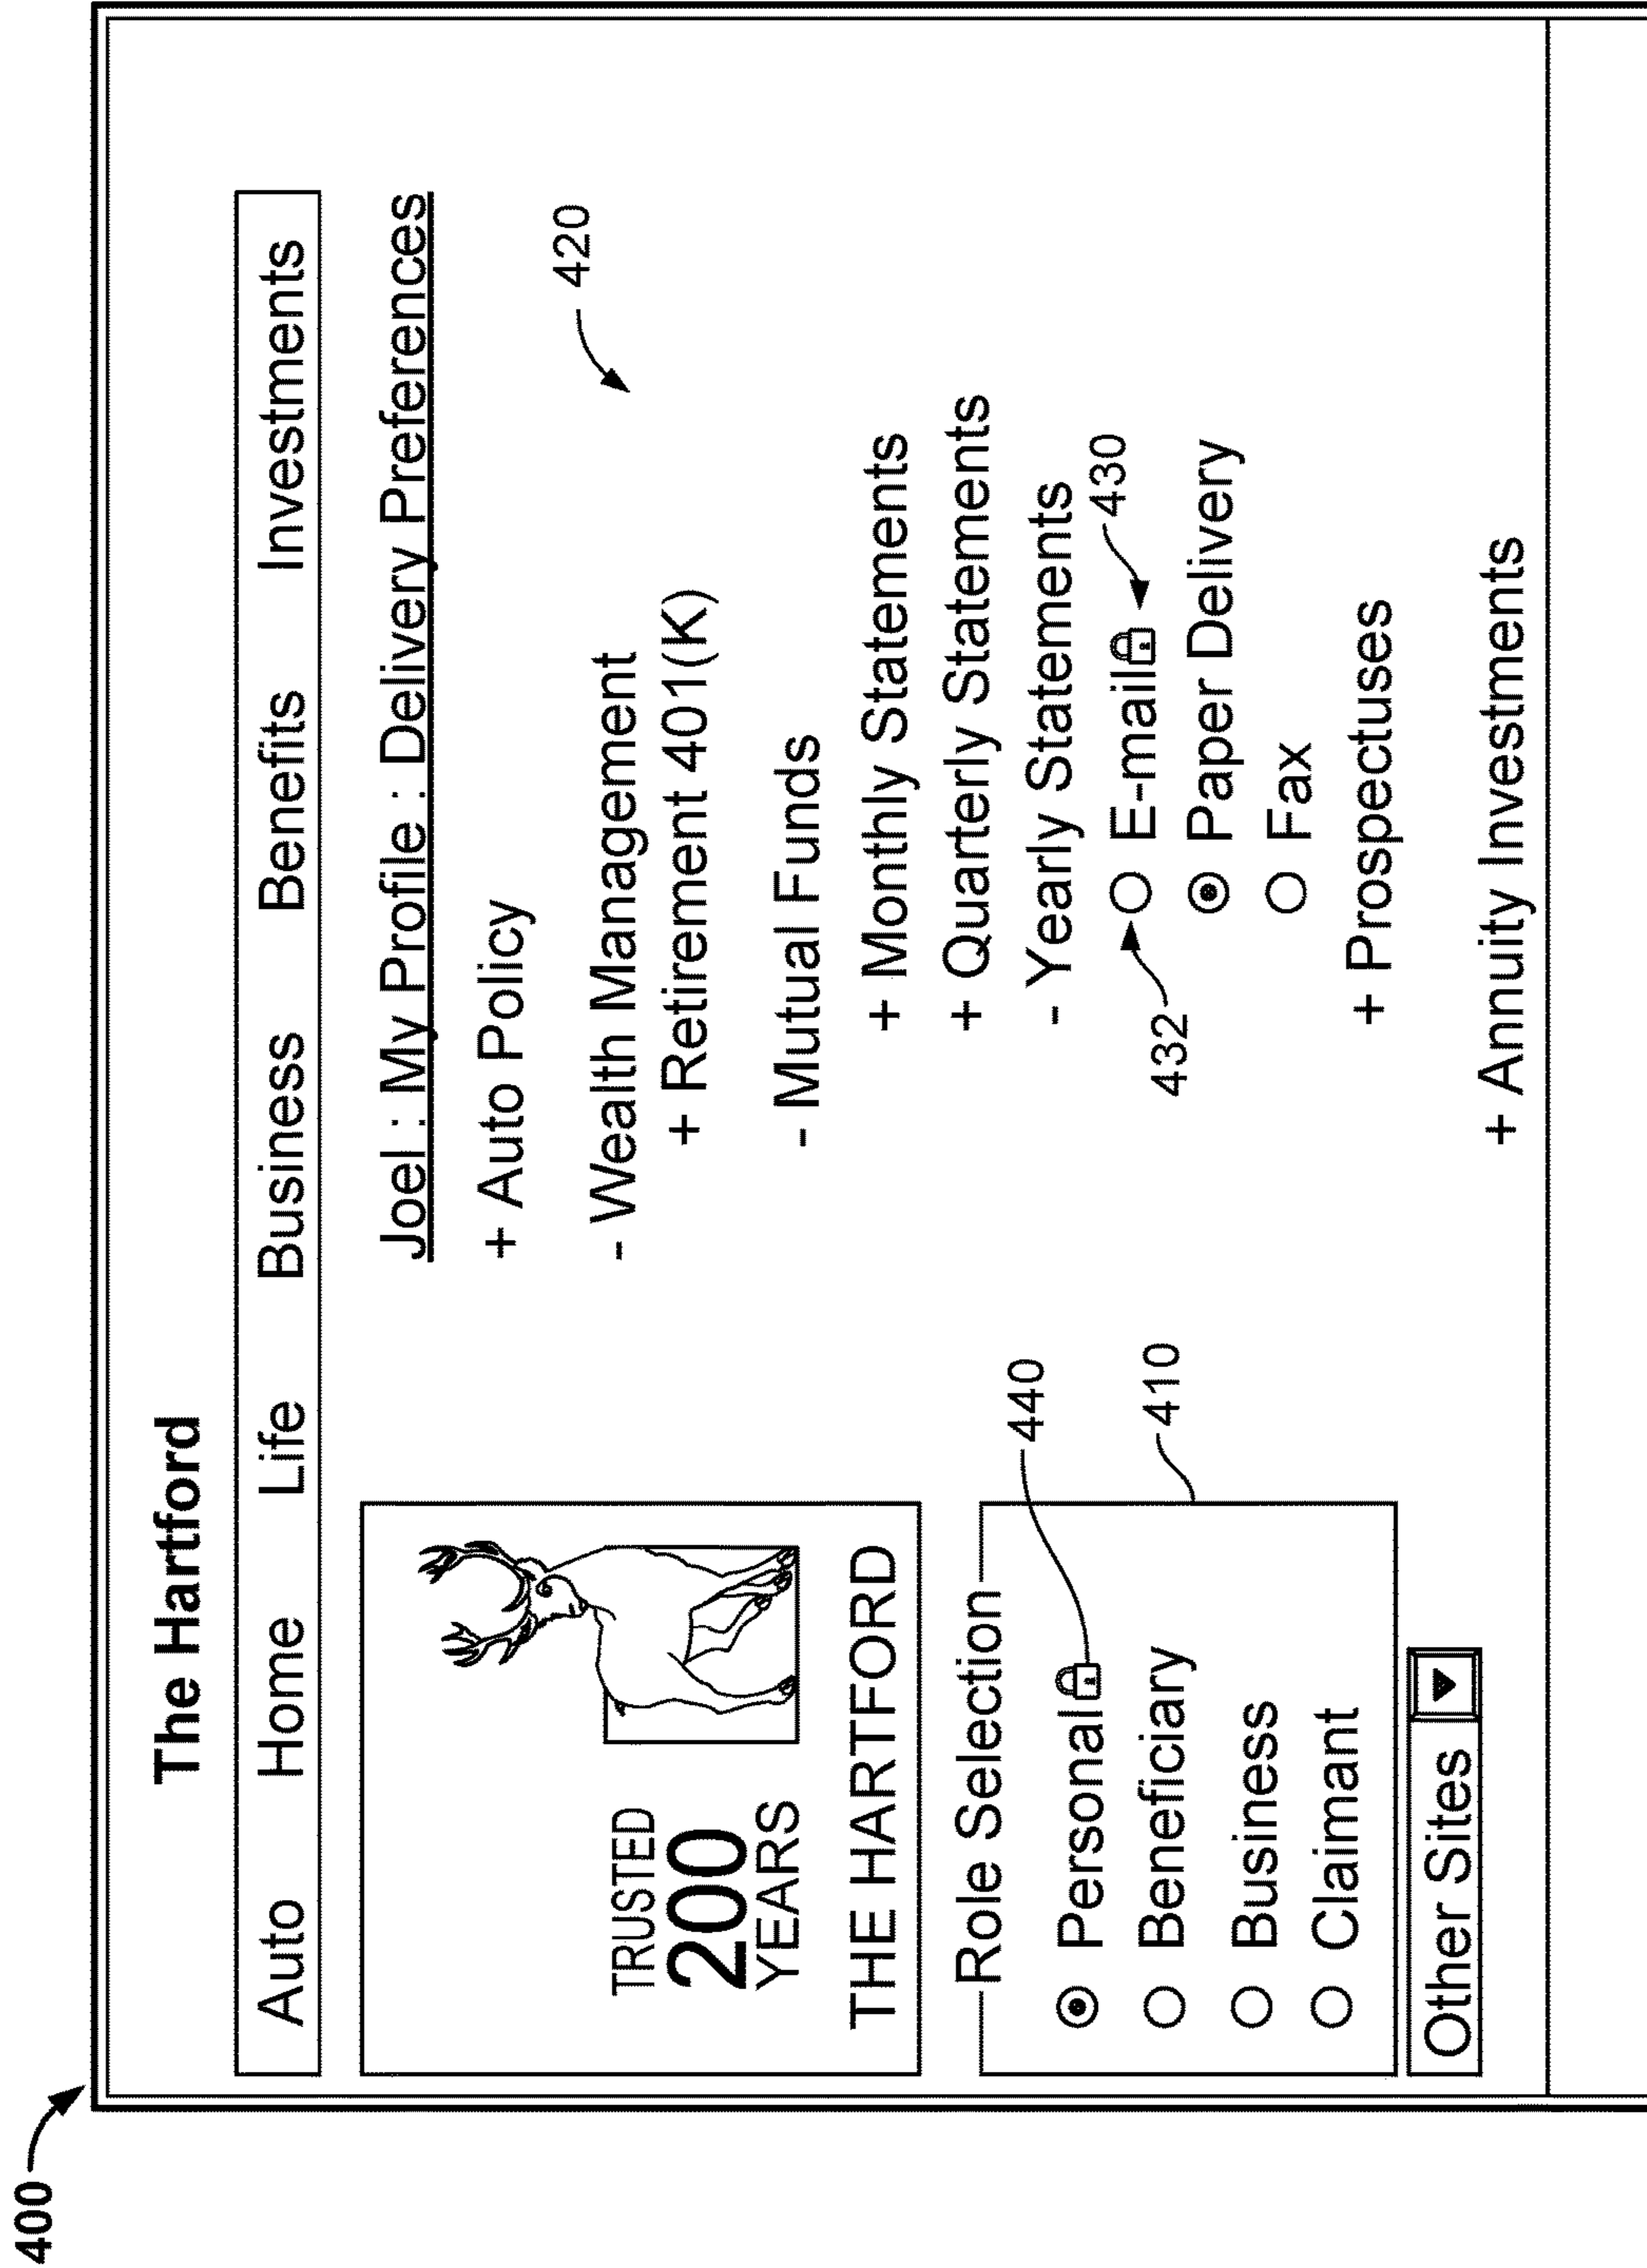 400
The Hartford
Auto Home Life Business Benefits Investments
TRUSTED
200
YEARS
THE HARTFORD
Role Selection
Personal
440
Beneficiary
Business
410
Claimant
Other Sites
Joel : My Profile : Delivery Preferences
+ Auto Policy
420
- Wealth Management
+ Retirement 401(K)
- Mutual Funds
+ Monthly Statements
+ Quarterly Statements
- Yearly Statements
432
E-mail
430
Paper Delivery
Fax
+ Prospectuses
+ Annuity Investments